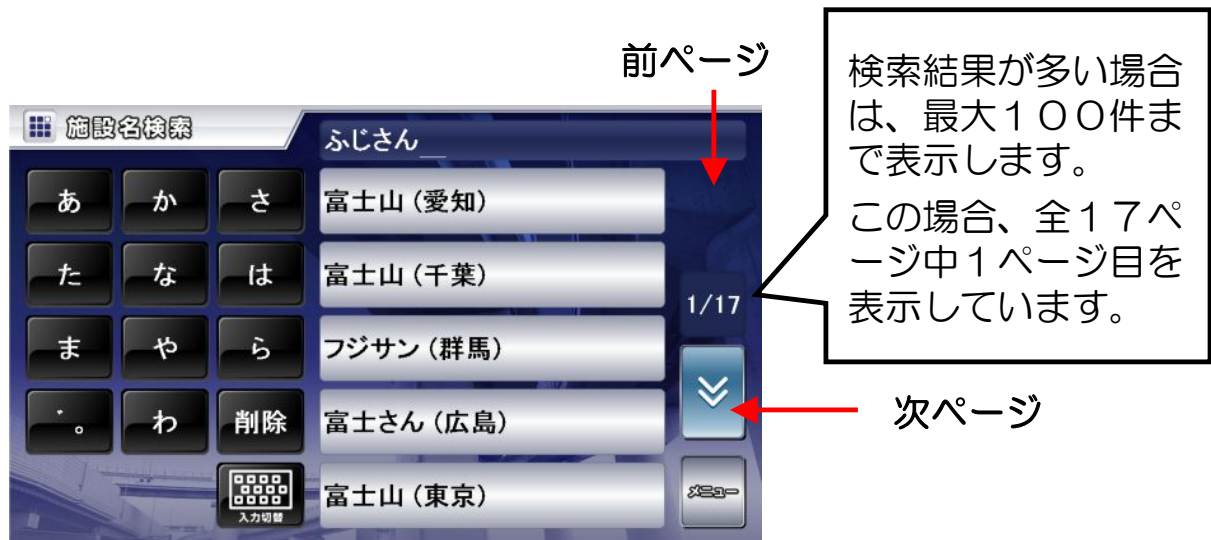 前ページ
検索結果が多い場合
は、最大１００件ま
で表示します。
この場合、全１７ペ
ージ中１ページ目を
表示しています。
施設名検索
ふじさん__
あ か さ
た な は
ま や ら
゛。 わ 削除
入力切替
富士山 (愛知)
富士山 (千葉)
フジサン (群馬)
富士さん (広島)
富士山 (東京)
1/17
次ページ
メニュー